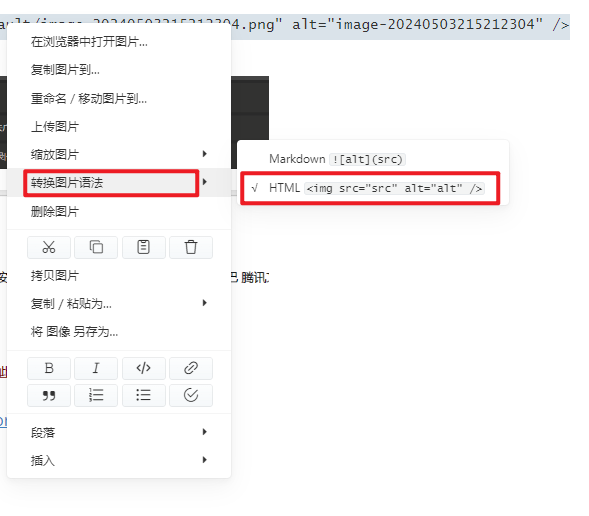 ault/image-20240503215212304.png" alt="image-20240503215212304" />
在浏览器中打开图片...
复制图片到...
重命名 / 移动图片到...
上传图片
缩放图片
转换图片语法
删除图片
Markdown ![alt](src)
√ HTML <img src="src" alt="alt" />
拷贝图片
复制 / 粘贴为...
将 图像 另存为...
B I </>
段落
插入
巴 腾讯